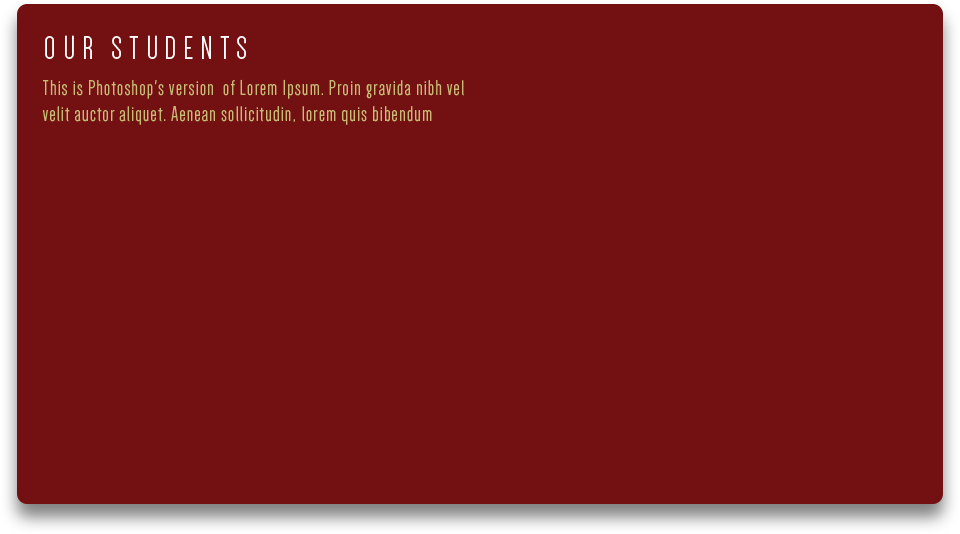 OUR STUDENTS
This is Photoshop's version  of Lorem Ipsum. Proin gravida nibh vel
velit auctor aliquet. Aenean sollicitudin, lorem quis bibendum